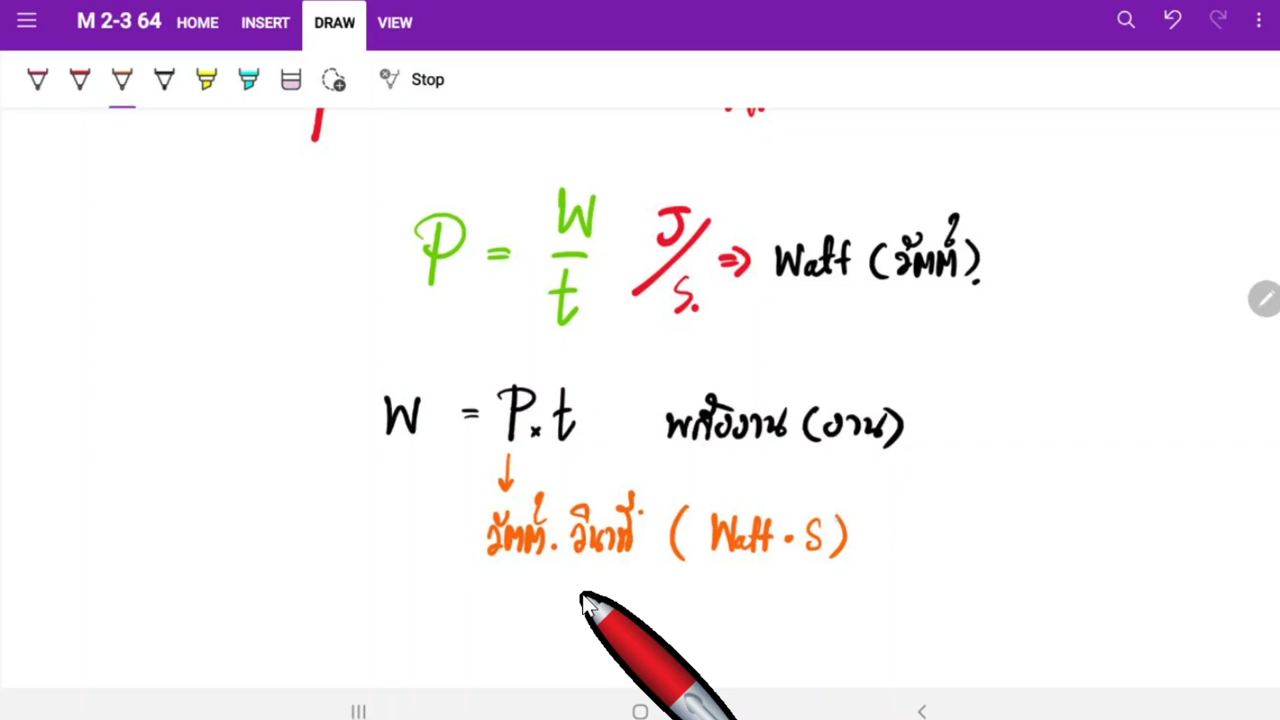 M 2-3 64 HOME INSERT DRAW VIEW
Stop
P = W/t J/s. ⇒ Watt (วัตต์).
W = P × t พลังงาน (งาน)
↓
วัตต์ . วินาที (Watt • S)